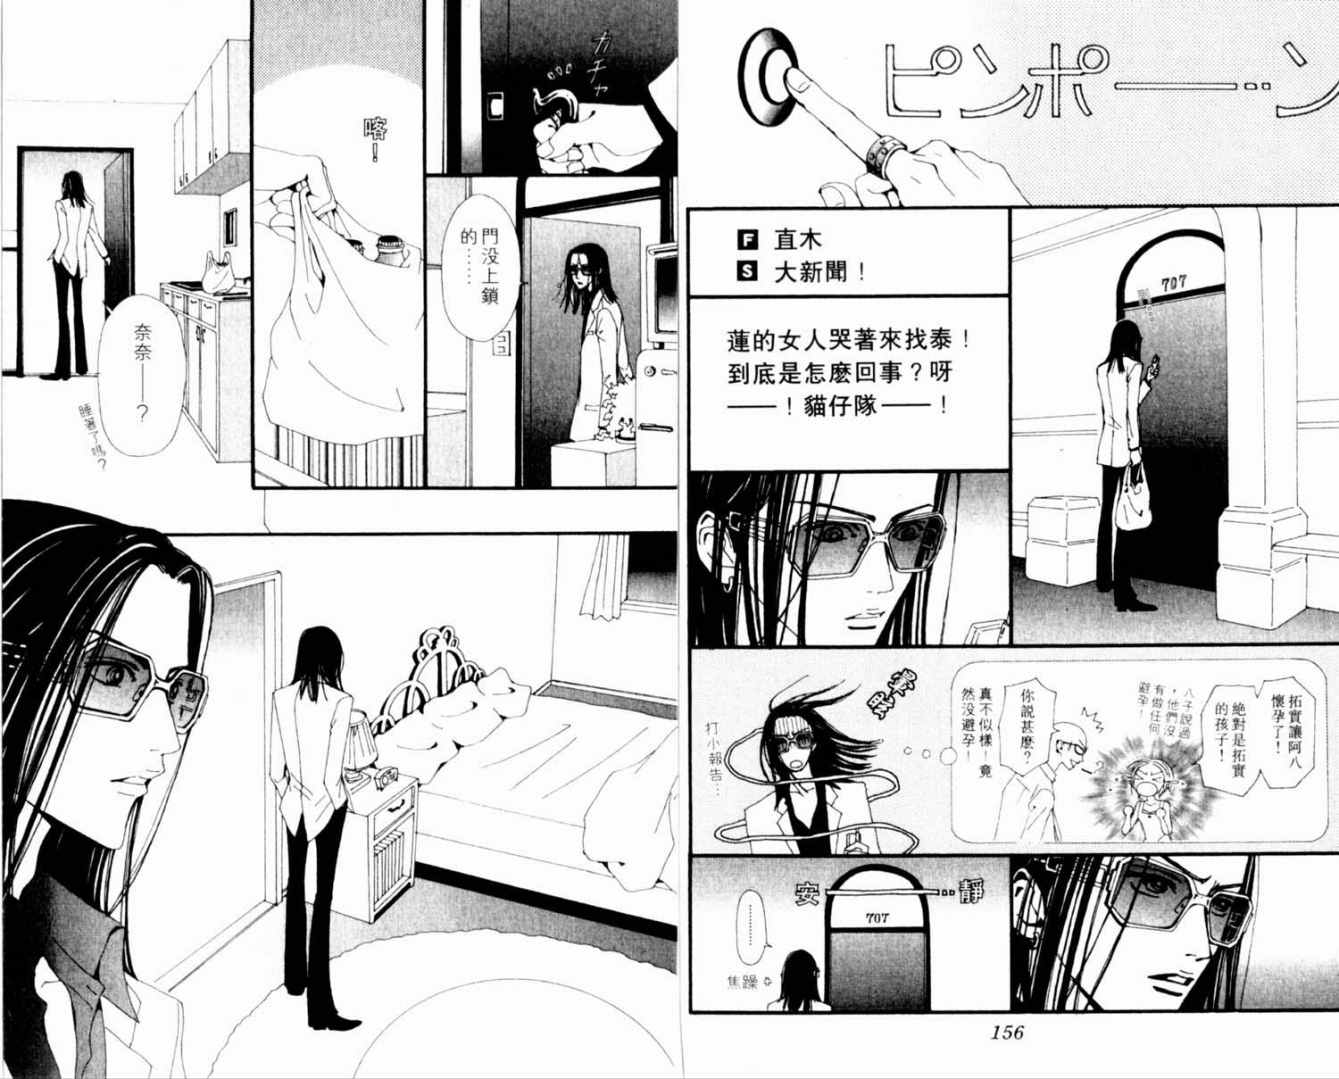 ピンポーーン
707
F 直木
S 大新聞！
蓮的女人哭著來找泰！
到底是怎麼回事？呀
——！貓仔隊——！
拓實讓阿八
懷孕了！
絕對是拓實
的孩子！
八子說過
，他們沒
有做任何
避孕！
你說甚麼？
真不似樣！竟
然沒避孕！
打小報告…
安——…靜
707
………
焦躁
156
カチャ
門没上鎖
的……
喀！
奈奈——？
睡著了嗎？